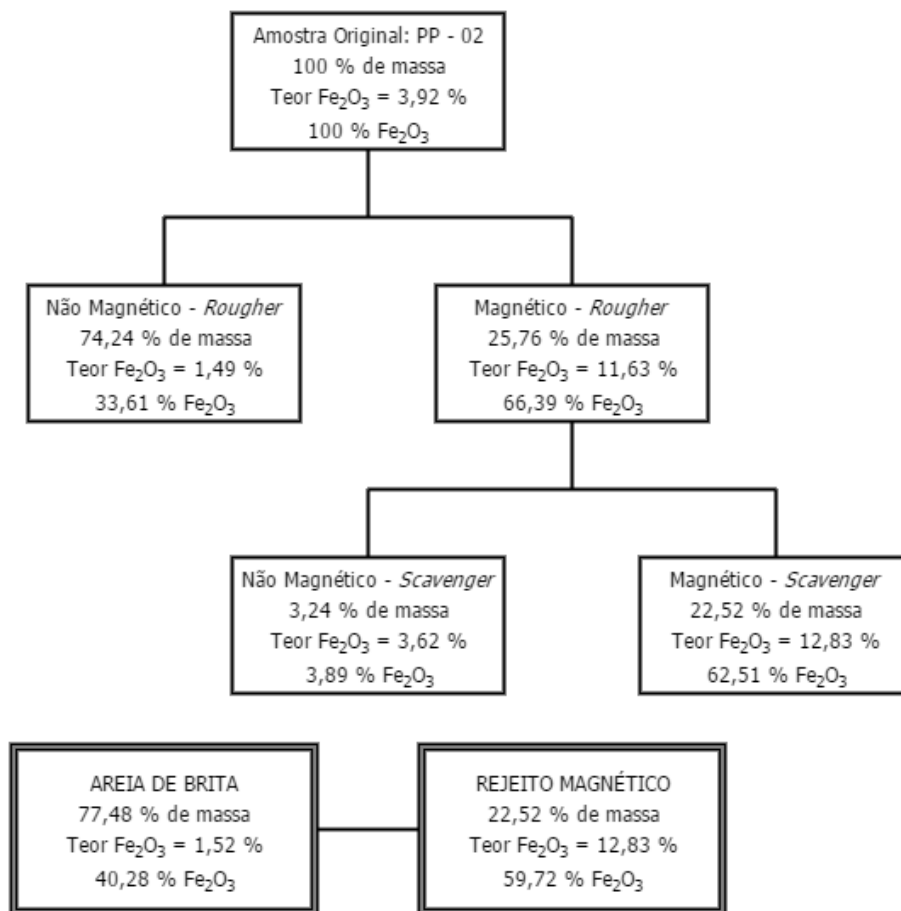 Amostra Original: PP - 02
100 % de massa
Teor Fe₂O₃ = 3,92 %
100 % Fe₂O₃
Não Magnético - Rougher
74,24 % de massa
Teor Fe₂O₃ = 1,49 %
33,61 % Fe₂O₃
Magnético - Rougher
25,76 % de massa
Teor Fe₂O₃ = 11,63 %
66,39 % Fe₂O₃
Não Magnético - Scavenger
3,24 % de massa
Teor Fe₂O₃ = 3,62 %
3,89 % Fe₂O₃
Magnético - Scavenger
22,52 % de massa
Teor Fe₂O₃ = 12,83 %
62,51 % Fe₂O₃
AREIA DE BRITA
77,48 % de massa
Teor Fe₂O₃ = 1,52 %
40,28 % Fe₂O₃
REJEITO MAGNÉTICO
22,52 % de massa
Teor Fe₂O₃ = 12,83 %
59,72 % Fe₂O₃